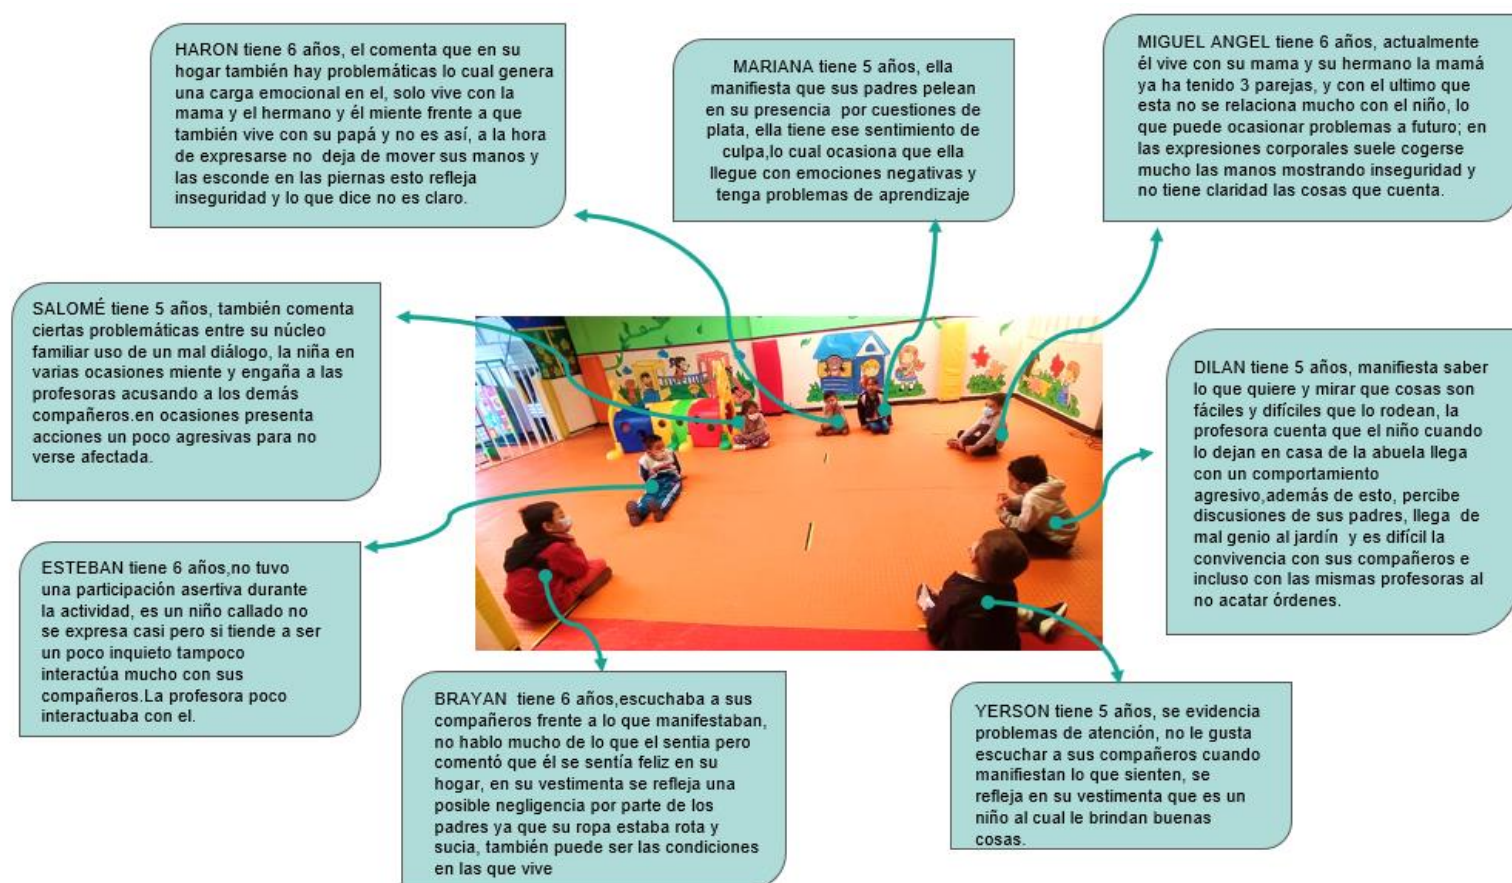 HARON tiene 6 años, el comenta que en su
hogar también hay problemáticas lo cual genera
una carga emocional en el, solo vive con la
mama y el hermano y él miente frente a que
también vive con su papá y no es así, a la hora
de expresarse no deja de mover sus manos y
las esconde en las piernas esto refleja
inseguridad y lo que dice no es claro.
MARIANA tiene 5 años, ella
manifiesta que sus padres pelean
en su presencia por cuestiones de
plata, ella tiene ese sentimiento de
culpa,lo cual ocasiona que ella
llegue con emociones negativas y
tenga problemas de aprendizaje
MIGUEL ANGEL tiene 6 años, actualmente
él vive con su mama y su hermano la mamá
ya ha tenido 3 parejas, y con el ultimo que
esta no se relaciona mucho con el niño, lo
que puede ocasionar problemas a futuro; en
las expresiones corporales suele cogerse
mucho las manos mostrando inseguridad y
no tiene claridad las cosas que cuenta.
SALOMÉ tiene 5 años, también comenta
ciertas problemáticas entre su núcleo
familiar uso de un mal diálogo, la niña en
varias ocasiones miente y engaña a las
profesoras acusando a los demás
compañeros.en ocasiones presenta
acciones un poco agresivas para no
verse afectada.
DILAN tiene 5 años, manifiesta saber
lo que quiere y mirar que cosas son
fáciles y difíciles que lo rodean, la
profesora cuenta que el niño cuando
lo dejan en casa de la abuela llega
con un comportamiento
agresivo,además de esto, percibe
discusiones de sus padres, llega de
mal genio al jardín y es difícil la
convivencia con sus compañeros e
incluso con las mismas profesoras al
no acatar órdenes.
ESTEBAN tiene 6 años,no tuvo
una participación asertiva durante
la actividad, es un niño callado no
se expresa casi pero si tiende a ser
un poco inquieto tampoco
interactúa mucho con sus
compañeros.La profesora poco
interactuaba con el.
BRAYAN tiene 6 años,escuchaba a sus
compañeros frente a lo que manifestaban,
no hablo mucho de lo que el sentia pero
comentó que él se sentía feliz en su
hogar, en su vestimenta se refleja una
posible negligencia por parte de los
padres ya que su ropa estaba rota y
sucia, también puede ser las condiciones
en las que vive
YERSON tiene 5 años, se evidencia
problemas de atención, no le gusta
escuchar a sus compañeros cuando
manifiestan lo que sienten, se
refleja en su vestimenta que es un
niño al cual le brindan buenas
cosas.